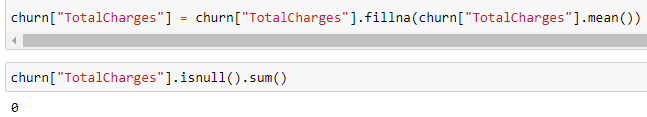 churn["TotalCharges"] = churn["TotalCharges"].fillna(churn["TotalCharges"].mean())
churn["TotalCharges"].isnull().sum()
0